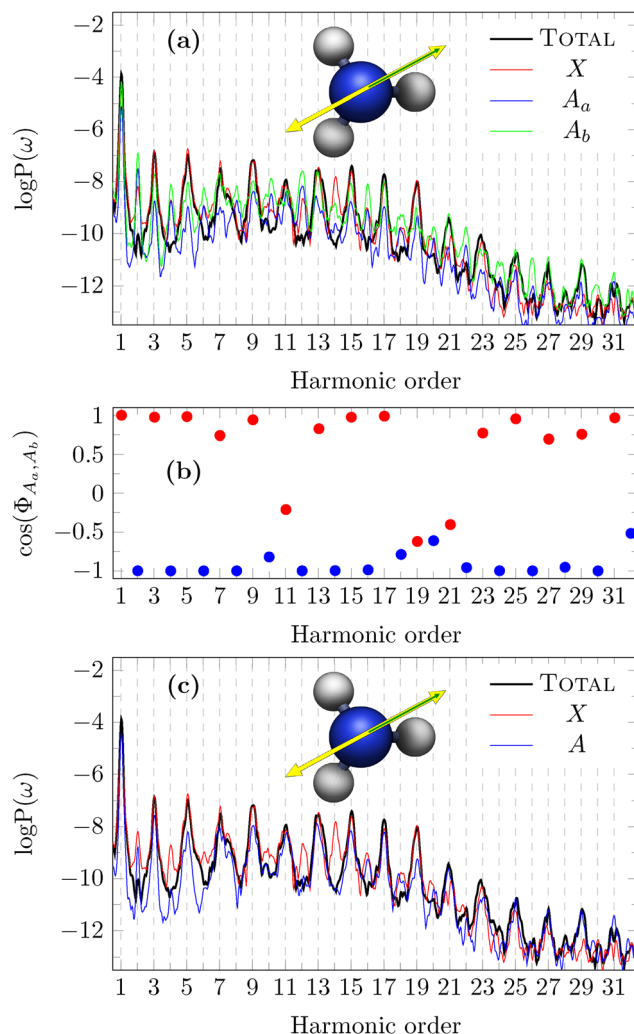 −2
(a)
TOTAL
−4
X
A_a
−6
A_b
logP(ω)
−8
−10
−12
1 3 5 7 9 11 13 15 17 19 21 23 25 27 29 31
Harmonic order
1
0.5
cos(Φ_{A_a,A_b})
(b)
0
−0.5
−1
1 3 5 7 9 11 13 15 17 19 21 23 25 27 29 31
Harmonic order
−2
(c)
TOTAL
−4
X
A
−6
logP(ω)
−8
−10
−12
1 3 5 7 9 11 13 15 17 19 21 23 25 27 29 31
Harmonic order